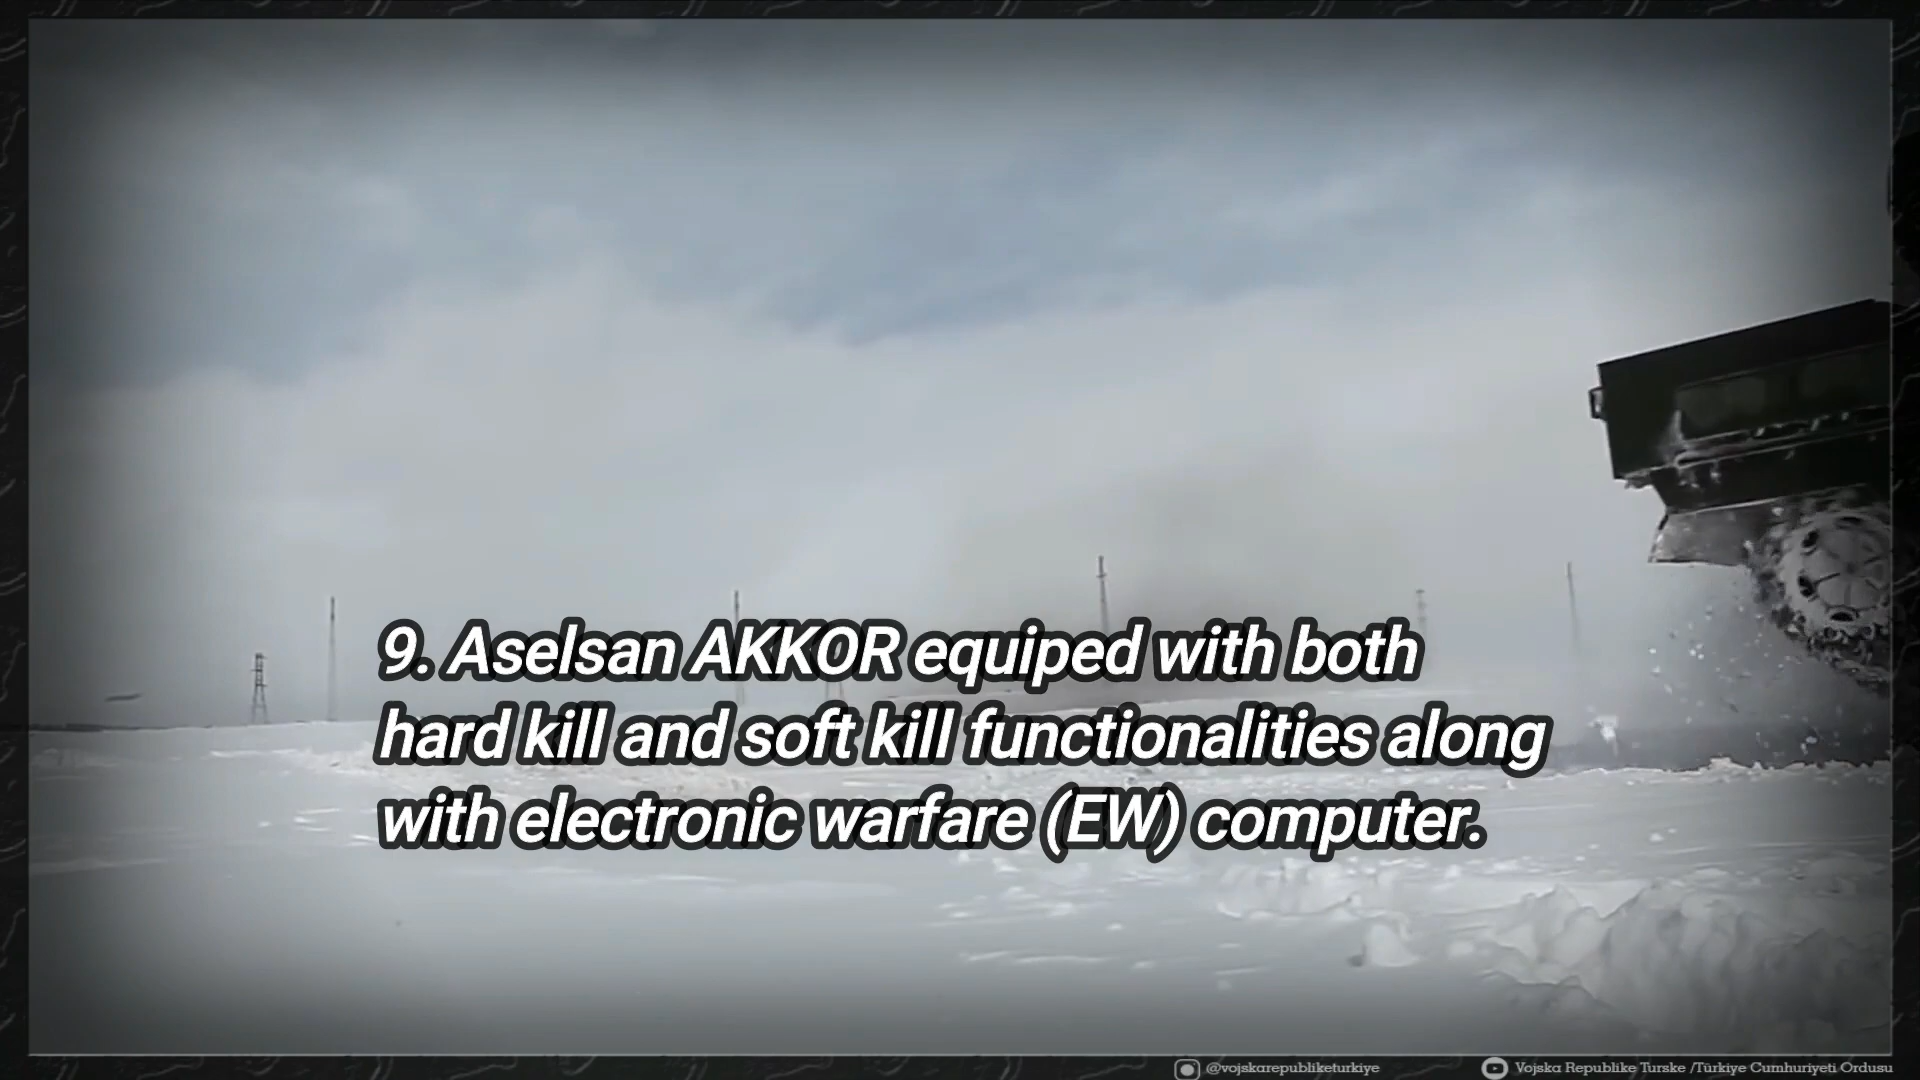 9. Aselsan AKKOR equiped with both
hard kill and soft kill functionalities along
with electronic warfare (EW) computer.
@vojskarepubliketurkiye
Vojska Republike Turske /Türkiye Cumhuriyeti Ordusu